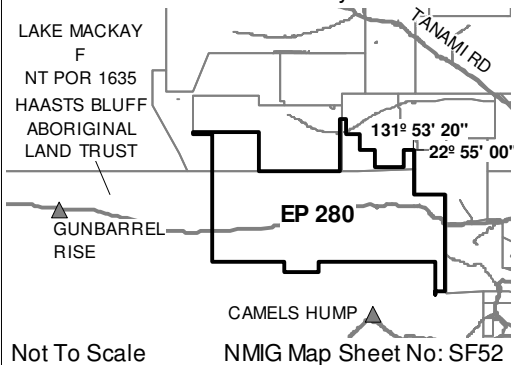 LAKE MACKAY
F
NT POR 1635
HAASTS BLUFF
ABORIGINAL
LAND TRUST
TANAMI RD
131º 53' 20"
22º 55' 00"
EP 280
GUNBARREL
RISE
CAMELS HUMP
Not To Scale
NMIG Map Sheet No: SF52